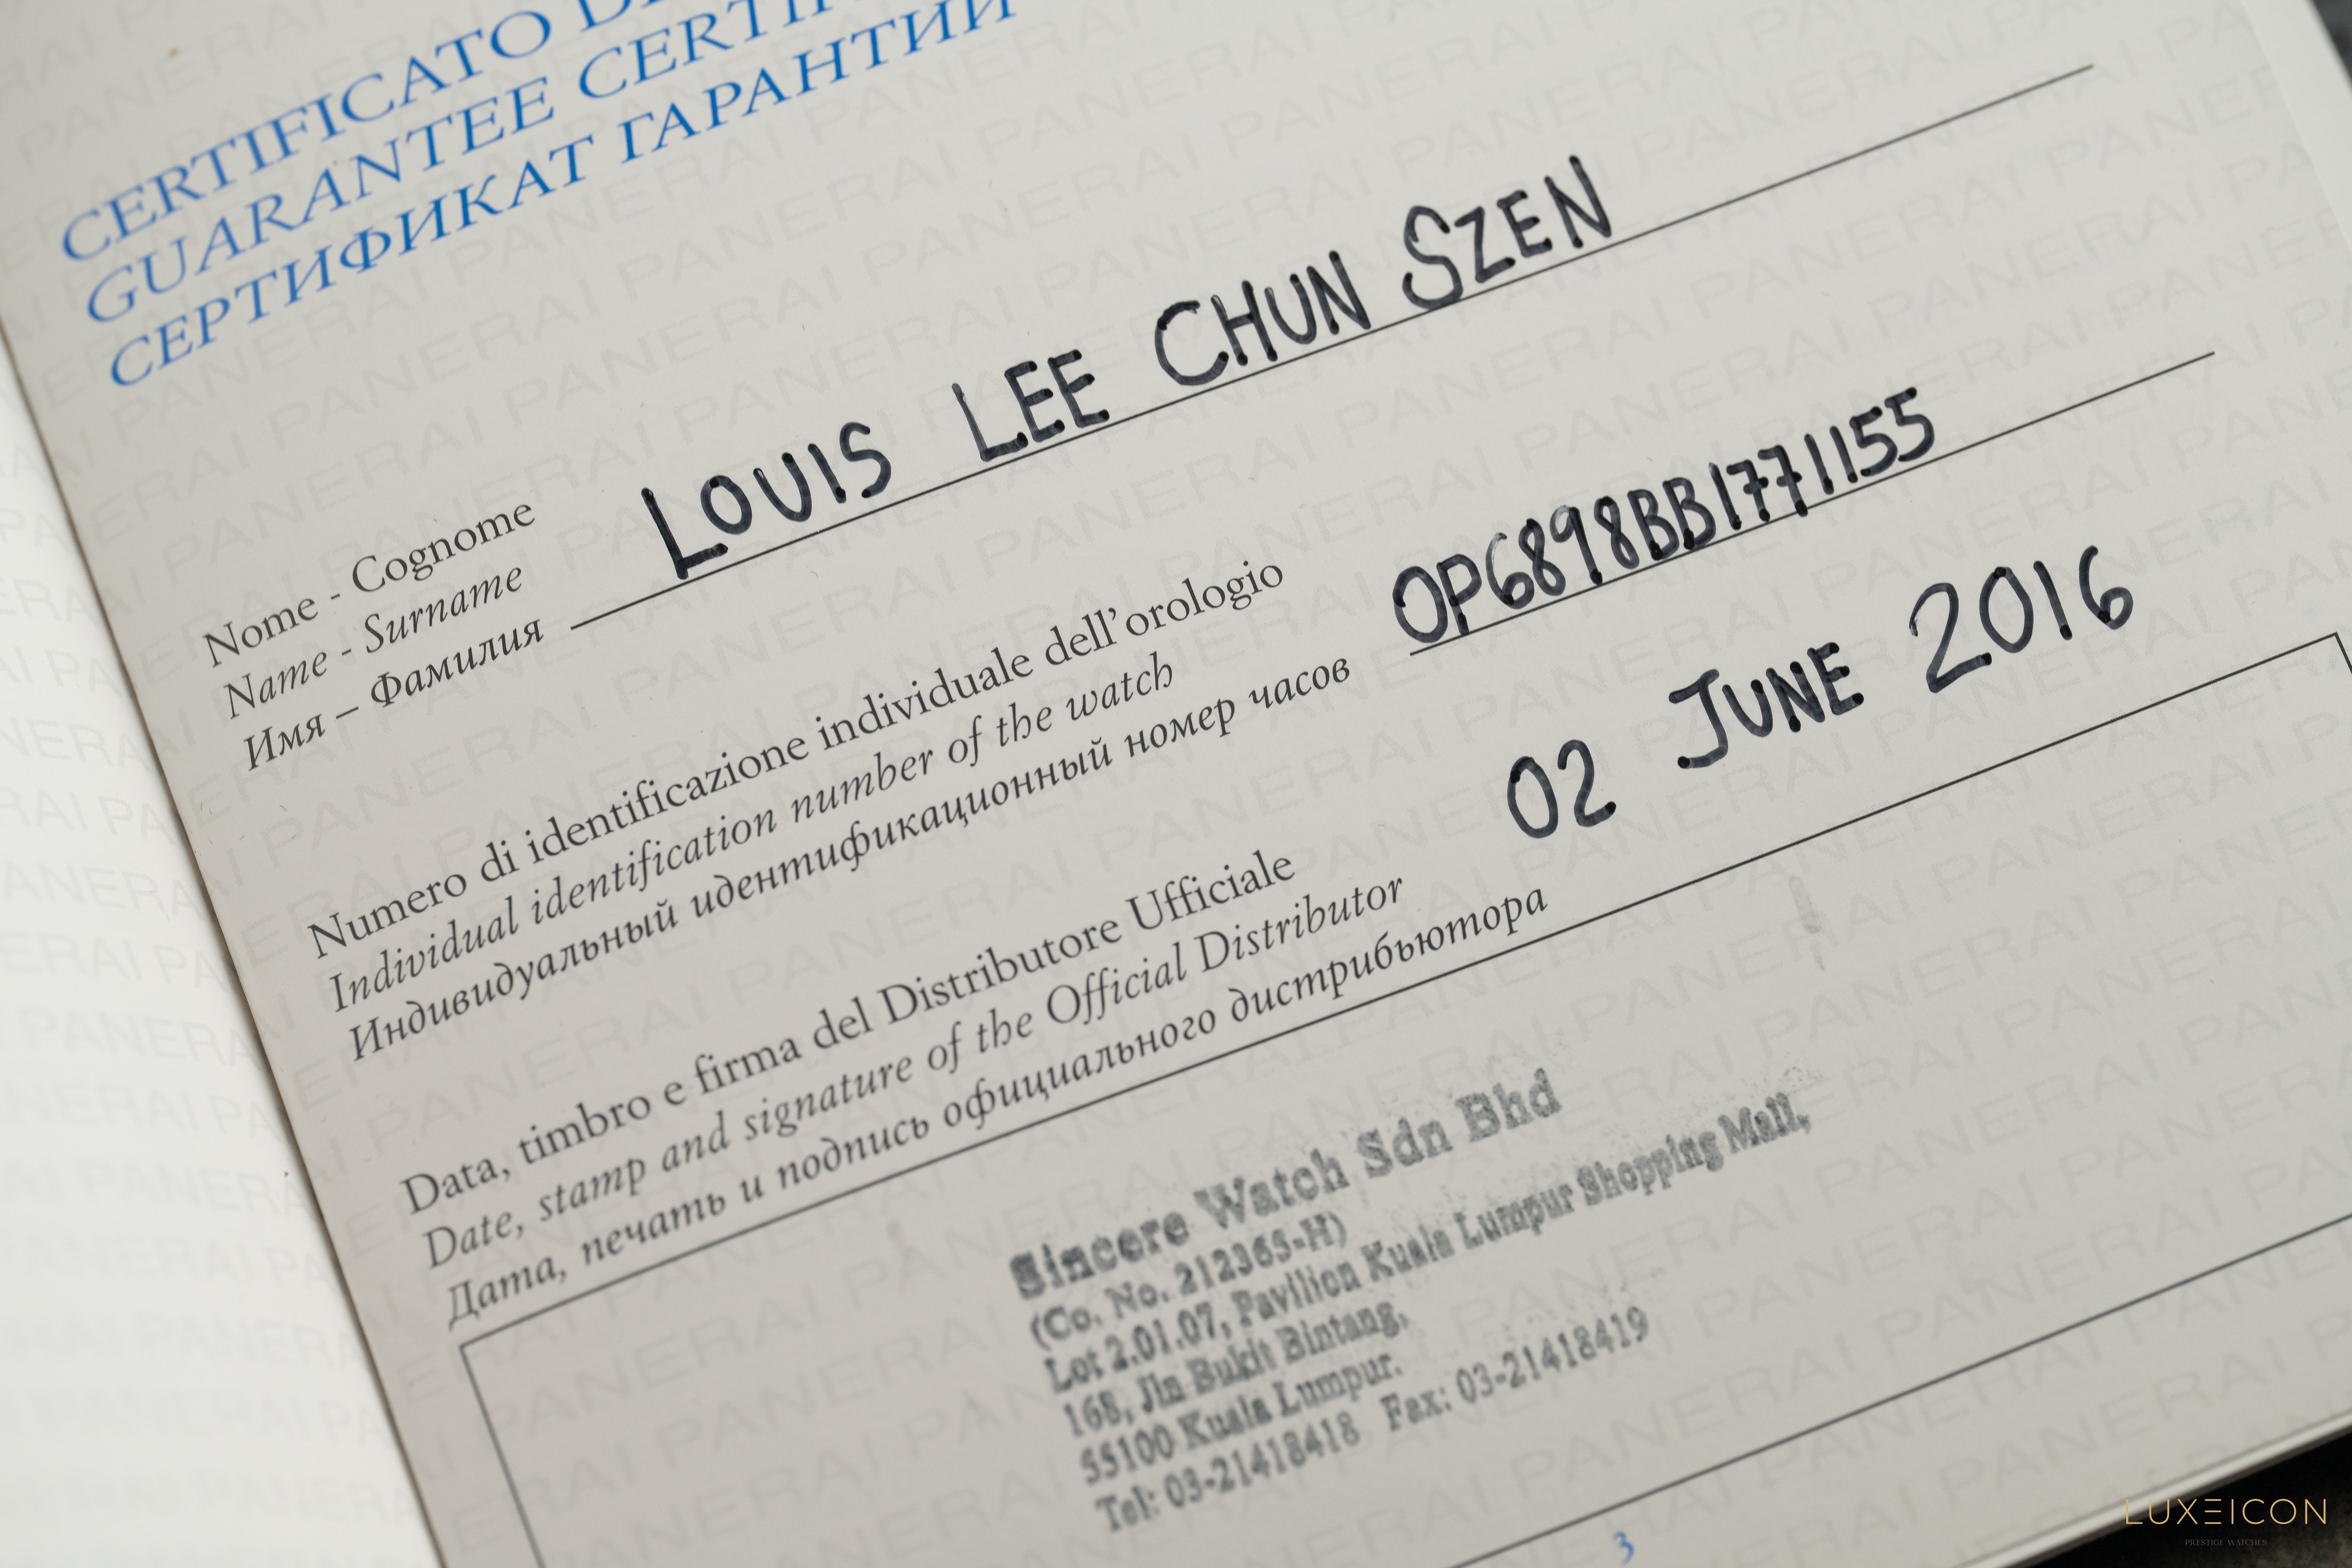 CERTIFICATO
GUARANTEE
СЕРТИФИКАТ ГАРАНТИИ
Nome - Cognome
Name - Surname
Имя – Фамилия
LOUIS LEE CHUN SZEN
Numero di identificazione individuale dell'orologio
Individual identification number of the watch
Индивидуальный идентификационный номер часов
OP6898BB1771155
Data, timbro e firma del Distributore Ufficiale
Date, stamp and signature of the Official Distributor
Дата, печать и подпись официального дистрибьютора
02 JUNE 2016
Sincere Watch Sdn Bhd
(Co. No. 212365-H)
Lot 2.01.07, Pavilion Kuala Lumpur Shopping Mall,
168, Jln Bukit Bintang,
55100 Kuala Lumpur.
Tel: 03-21418418 Fax: 03-21418419
3
LUXEICON
PRESTIGE WATCHES